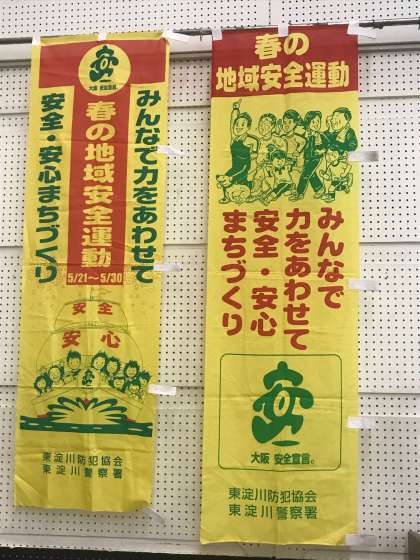 大阪 安全宣言。
みんなで力をあわせて
春の地域安全運動
5/21〜5/30
安全・安心まちづくり
安全
安心
東淀川防犯協会
東淀川警察署
春の
地域安全運動
みんなで
力をあわせて
安全・安心
まちづくり
大阪 安全宣言。
東淀川防犯協会
東淀川警察署